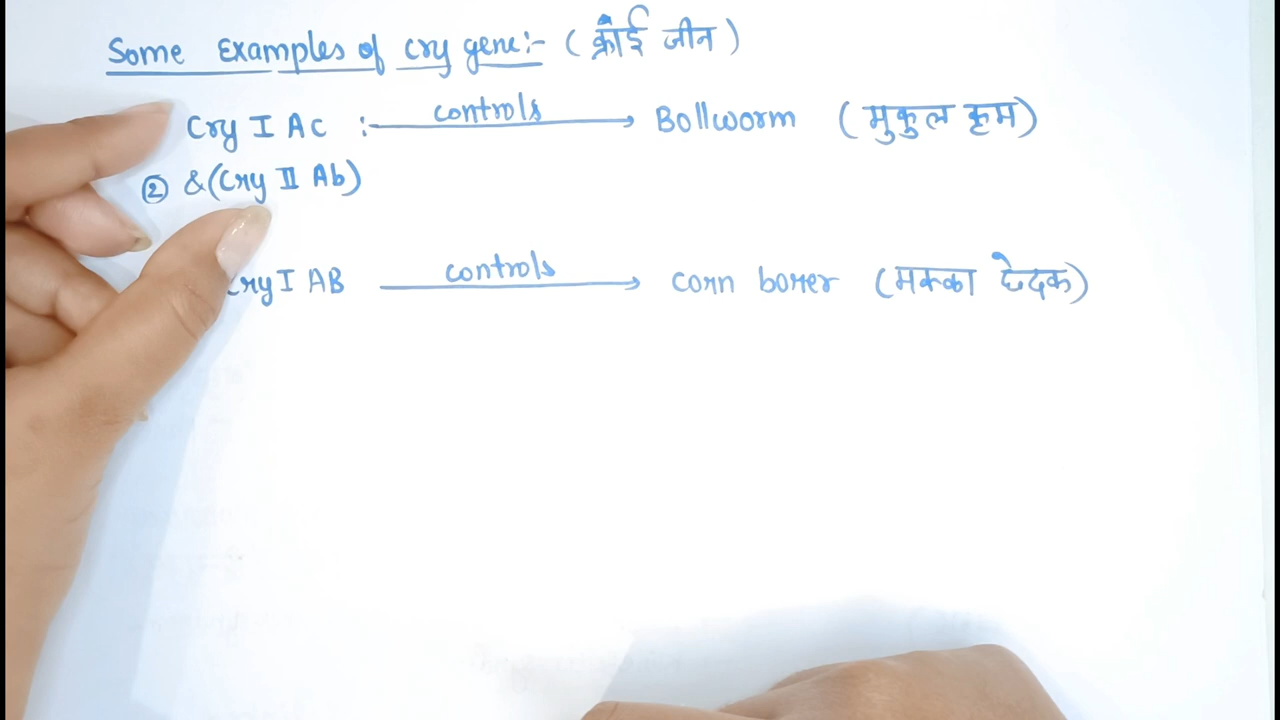 Some Examples of cry gene:- (क्राई जीन)
Cry I Ac :- controls → Bollworm (मुकुल कृम)
② &(Cry II Ab)
CryI AB controls → corn borer (मक्का छेदक)